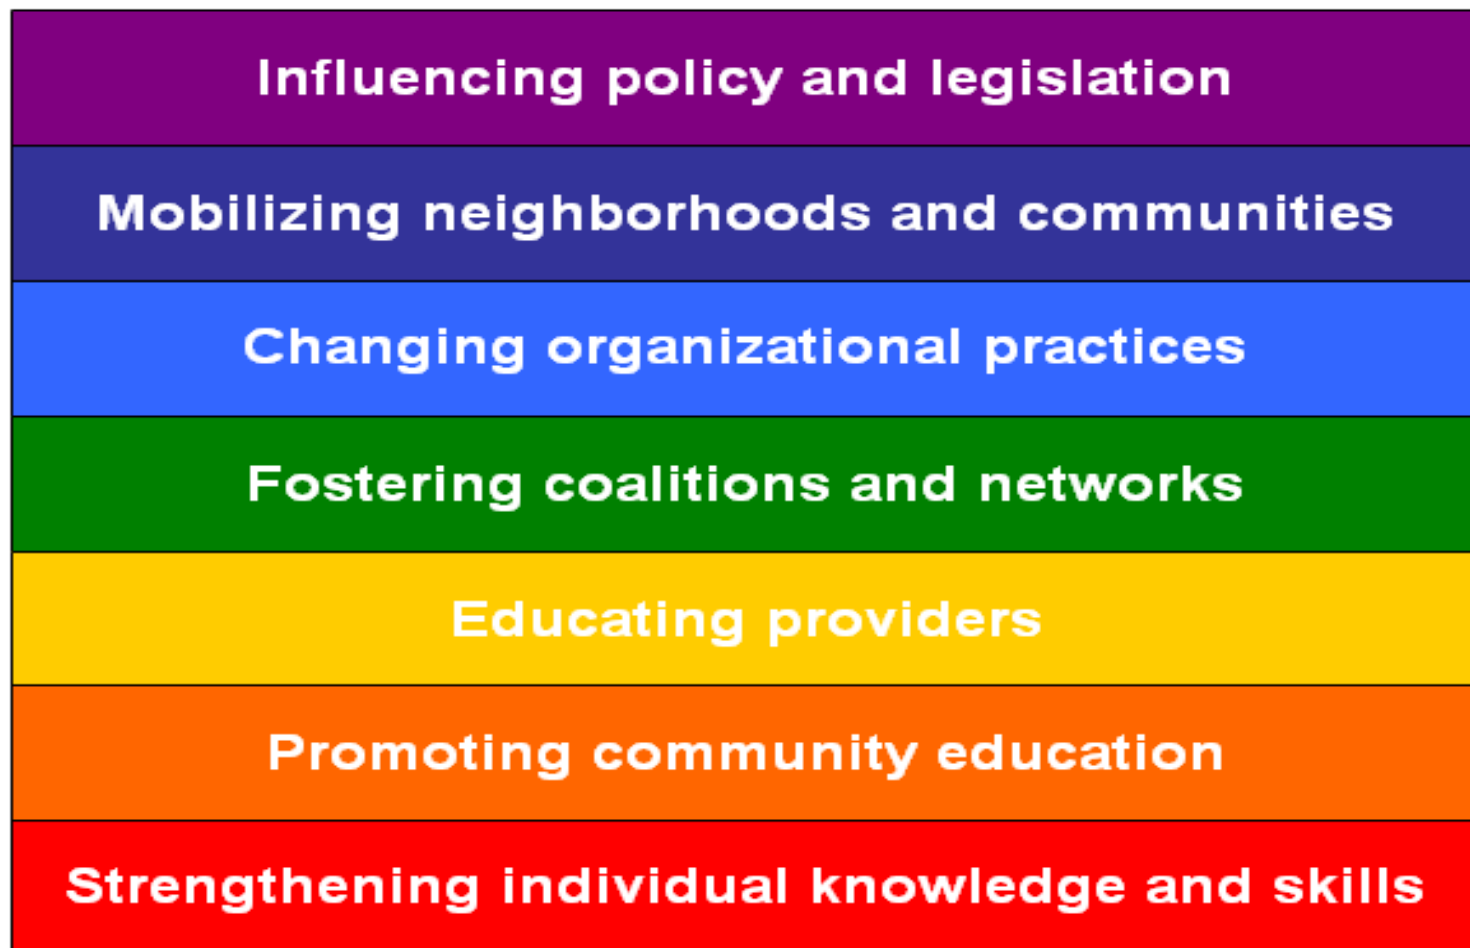 Influencing policy and legislation
Mobilizing neighborhoods and communities
Changing organizational practices
Fostering coalitions and networks
Educating providers
Promoting community education
Strengthening individual knowledge and skills